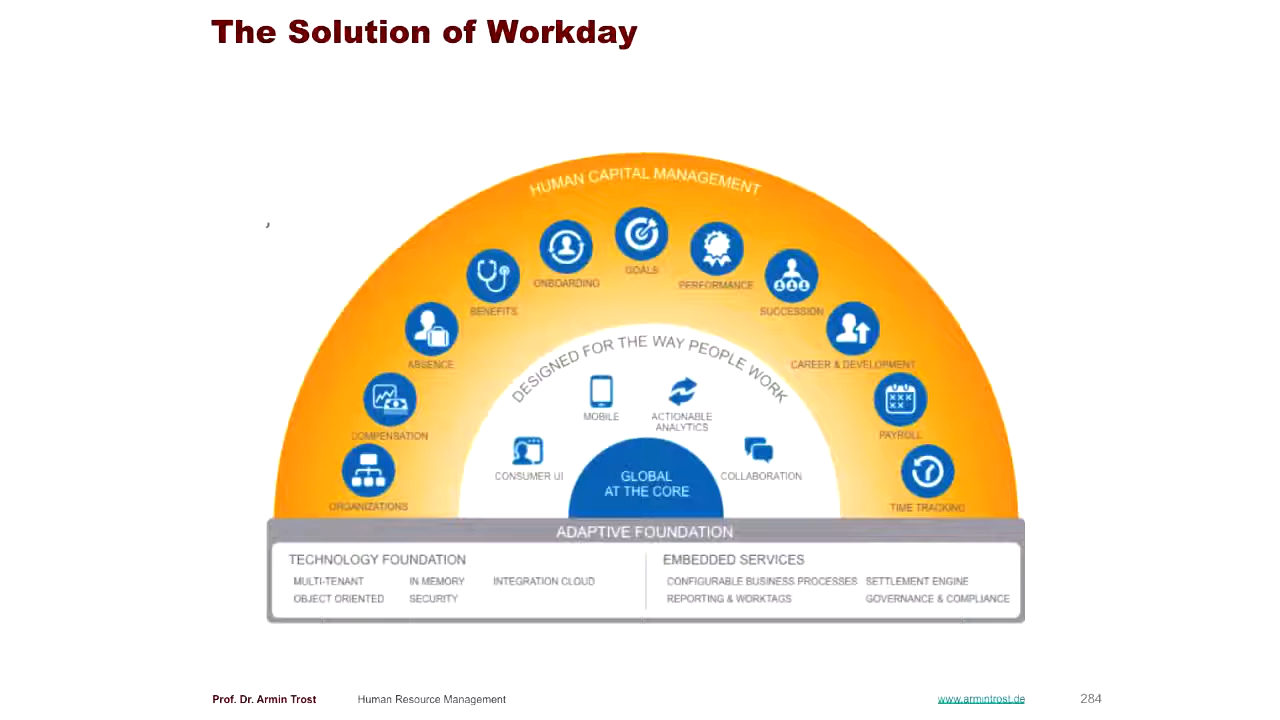 The Solution of Workday
,
HUMAN CAPITAL MANAGEMENT
ORGANIZATIONS
COMPENSATION
ABSENCE
BENEFITS
ONBOARDING
GOALS
PERFORMANCE
SUCCESSION
CAREER & DEVELOPMENT
PAYROLL
TIME TRACKING
DESIGNED FOR THE WAY PEOPLE WORK
CONSUMER UI
MOBILE
ACTIONABLE
ANALYTICS
COLLABORATION
GLOBAL
AT THE CORE
ADAPTIVE FOUNDATION
TECHNOLOGY FOUNDATION
MULTI-TENANT IN MEMORY INTEGRATION CLOUD
OBJECT ORIENTED SECURITY
EMBEDDED SERVICES
CONFIGURABLE BUSINESS PROCESSES SETTLEMENT ENGINE
REPORTING & WORKTAGS GOVERNANCE & COMPLIANCE
Prof. Dr. Armin Trost Human Resource Management www.armintrost.de 284